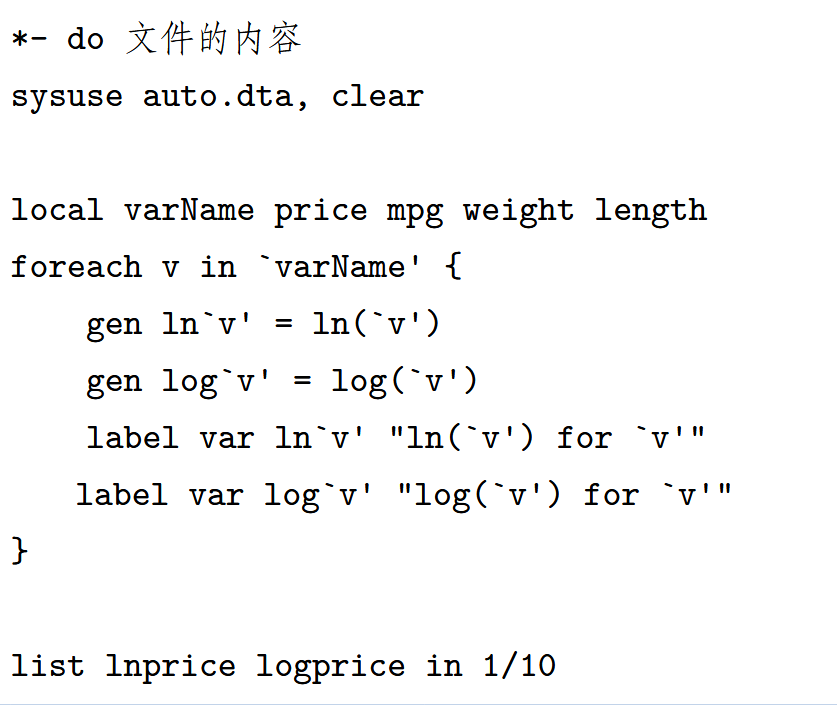 *- do 文件的内容
sysuse auto.dta, clear
local varName price mpg weight length
foreach v in `varName' {
gen ln`v' = ln(`v')
gen log`v' = log(`v')
label var ln`v' "ln(`v') for `v'"
label var log`v' "log(`v') for `v'"
}
list lnprice logprice in 1/10